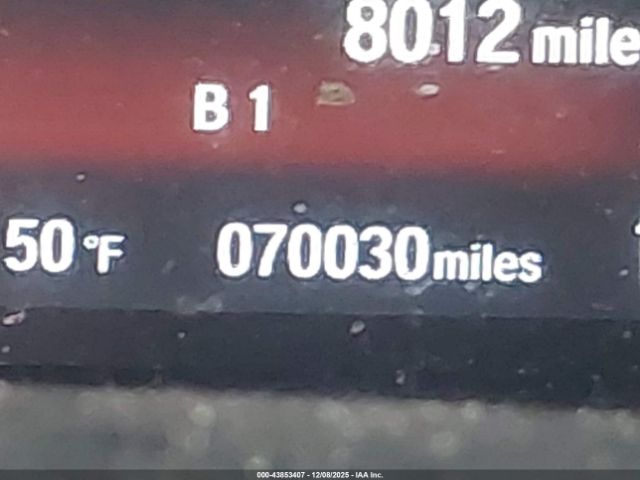 8012 mile
B 1
50 °F 070030 miles
000-43853407 - 12/08/2025 - IAA Inc.